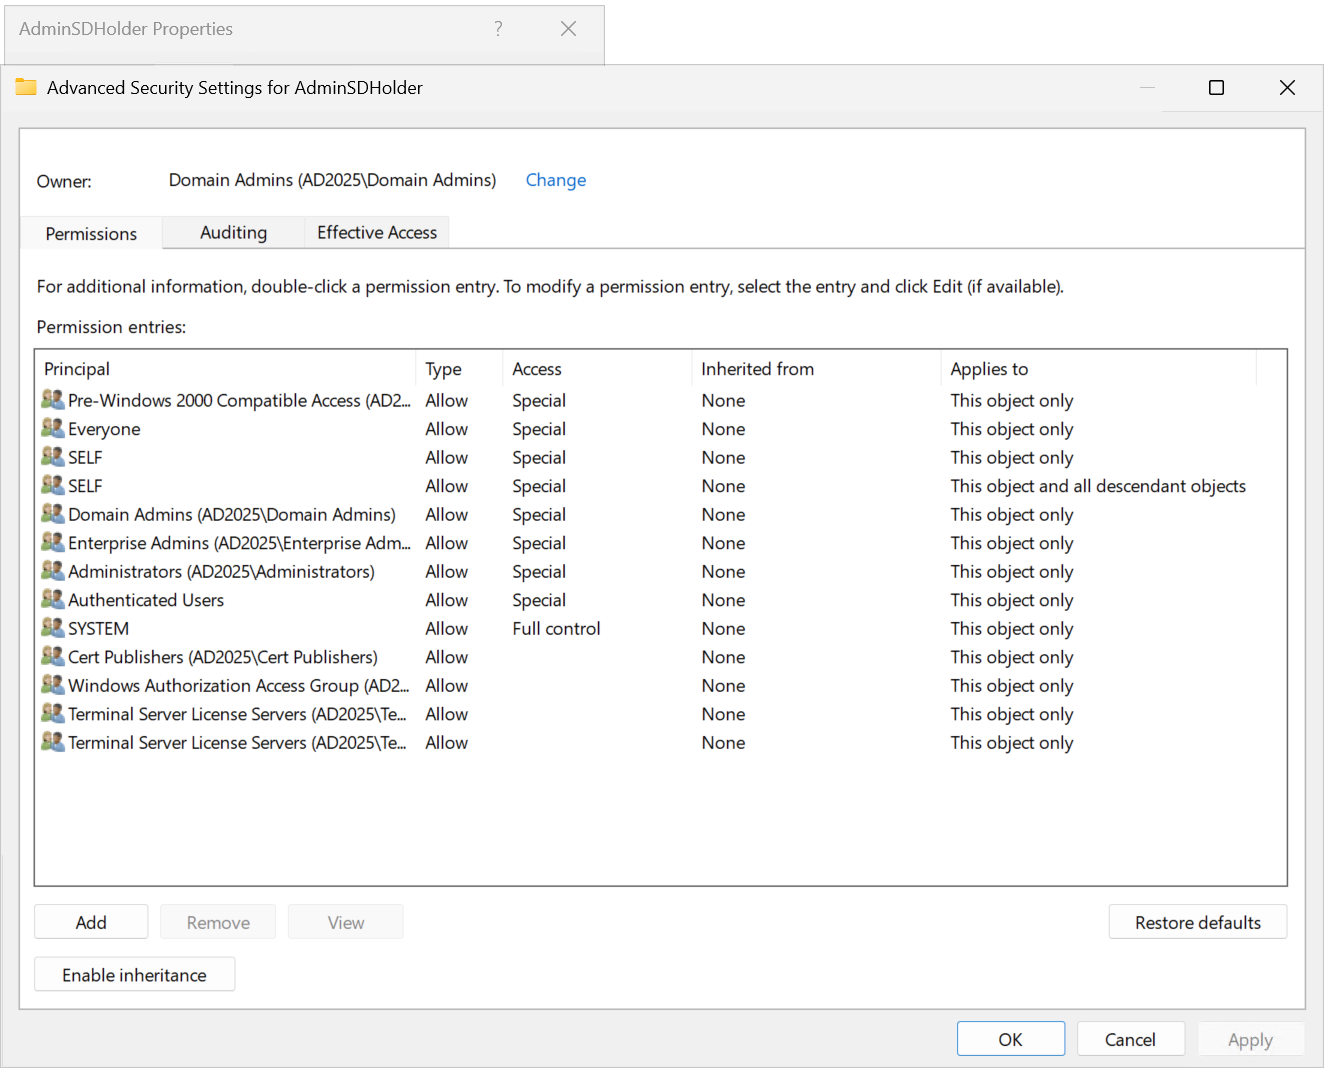 AdminSDHolder Properties ?
Advanced Security Settings for AdminSDHolder
Owner: Domain Admins (AD2025\Domain Admins) Change
Permissions Auditing Effective Access
For additional information, double-click a permission entry. To modify a permission entry, select the entry and click Edit (if available).
Permission entries:
Principal Type Access Inherited from Applies to
Pre-Windows 2000 Compatible Access (AD2... Allow Special None This object only
Everyone Allow Special None This object only
SELF Allow Special None This object only
SELF Allow Special None This object and all descendant objects
Domain Admins (AD2025\Domain Admins) Allow Special None This object only
Enterprise Admins (AD2025\Enterprise Adm... Allow Special None This object only
Administrators (AD2025\Administrators) Allow Special None This object only
Authenticated Users Allow Special None This object only
SYSTEM Allow Full control None This object only
Cert Publishers (AD2025\Cert Publishers) Allow None This object only
Windows Authorization Access Group (AD2... Allow None This object only
Terminal Server License Servers (AD2025\Te... Allow None This object only
Terminal Server License Servers (AD2025\Te... Allow None This object only
Add Remove View Restore defaults
Enable inheritance
OK Cancel Apply